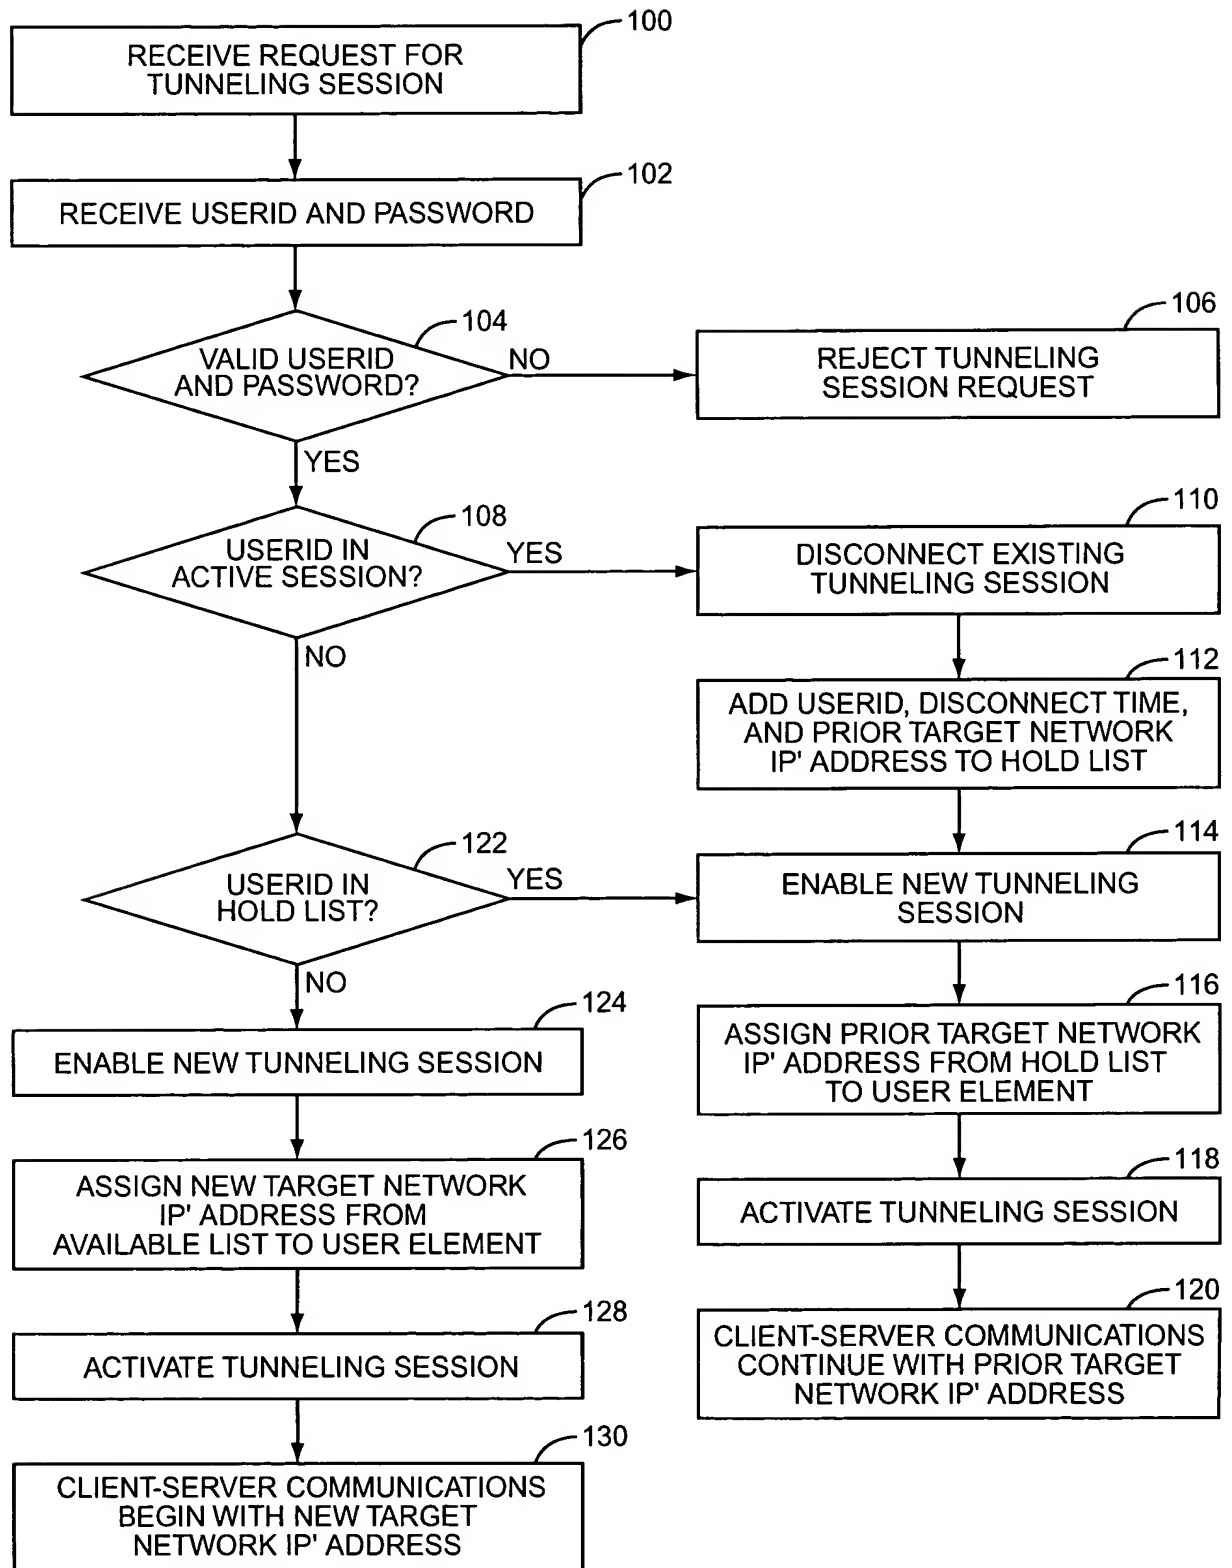 100
RECEIVE REQUEST FOR
TUNNELING SESSION
102
RECEIVE USERID AND PASSWORD
104
VALID USERID
AND PASSWORD?
NO
YES
106
REJECT TUNNELING
SESSION REQUEST
108
USERID IN
ACTIVE SESSION?
YES
NO
110
DISCONNECT EXISTING
TUNNELING SESSION
112
ADD USERID, DISCONNECT TIME,
AND PRIOR TARGET NETWORK
IP' ADDRESS TO HOLD LIST
122
USERID IN
HOLD LIST?
YES
NO
114
ENABLE NEW TUNNELING
SESSION
116
ASSIGN PRIOR TARGET NETWORK
IP' ADDRESS FROM HOLD LIST
TO USER ELEMENT
118
ACTIVATE TUNNELING SESSION
120
CLIENT-SERVER COMMUNICATIONS
CONTINUE WITH PRIOR TARGET
NETWORK IP' ADDRESS
124
ENABLE NEW TUNNELING SESSION
126
ASSIGN NEW TARGET NETWORK
IP' ADDRESS FROM
AVAILABLE LIST TO USER ELEMENT
128
ACTIVATE TUNNELING SESSION
130
CLIENT-SERVER COMMUNICATIONS
BEGIN WITH NEW TARGET
NETWORK IP' ADDRESS